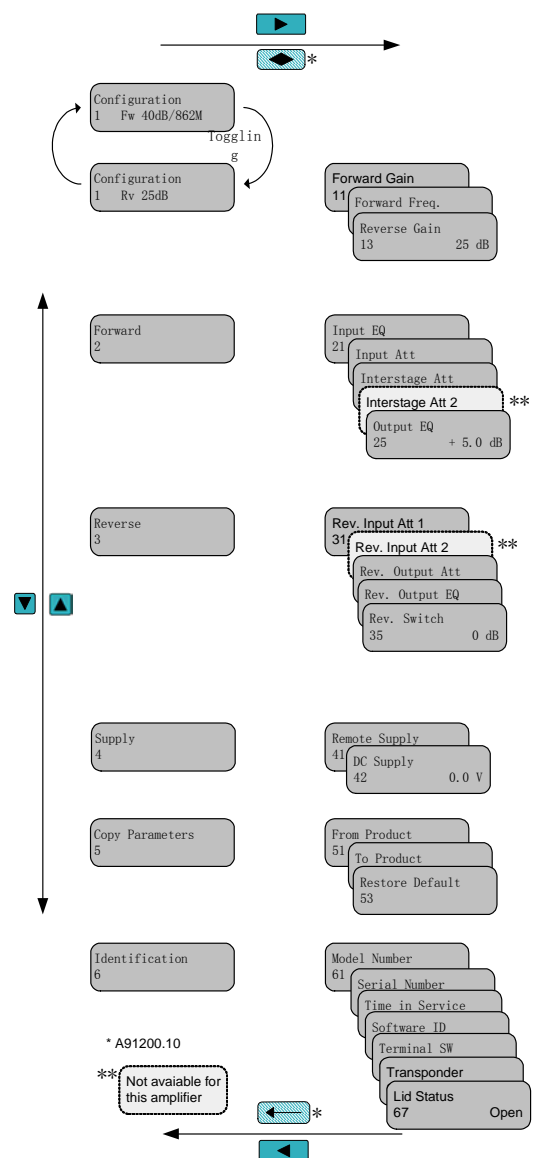 *
Configuration
1 Fw 40dB/862M
Togglin
g
Configuration
1 Rv 25dB
Forward Gain
11
Forward Freq.
Reverse Gain
13 25 dB
Forward
2
Input EQ
21
Input Att
Interstage Att
Interstage Att 2
**
Output EQ
25 + 5.0 dB
Reverse
3
Rev. Input Att 1
31
Rev. Input Att 2
**
Rev. Output Att
Rev. Output EQ
Rev. Switch
35 0 dB
Supply
4
Remote Supply
41
DC Supply
42 0.0 V
Copy Parameters
5
From Product
51
To Product
Restore Default
53
Identification
6
Model Number
61
Serial Number
Time in Service
Software ID
Terminal SW
Transponder
Lid Status
67 Open
* A91200.10
** Not avaiable for
this amplifier
*